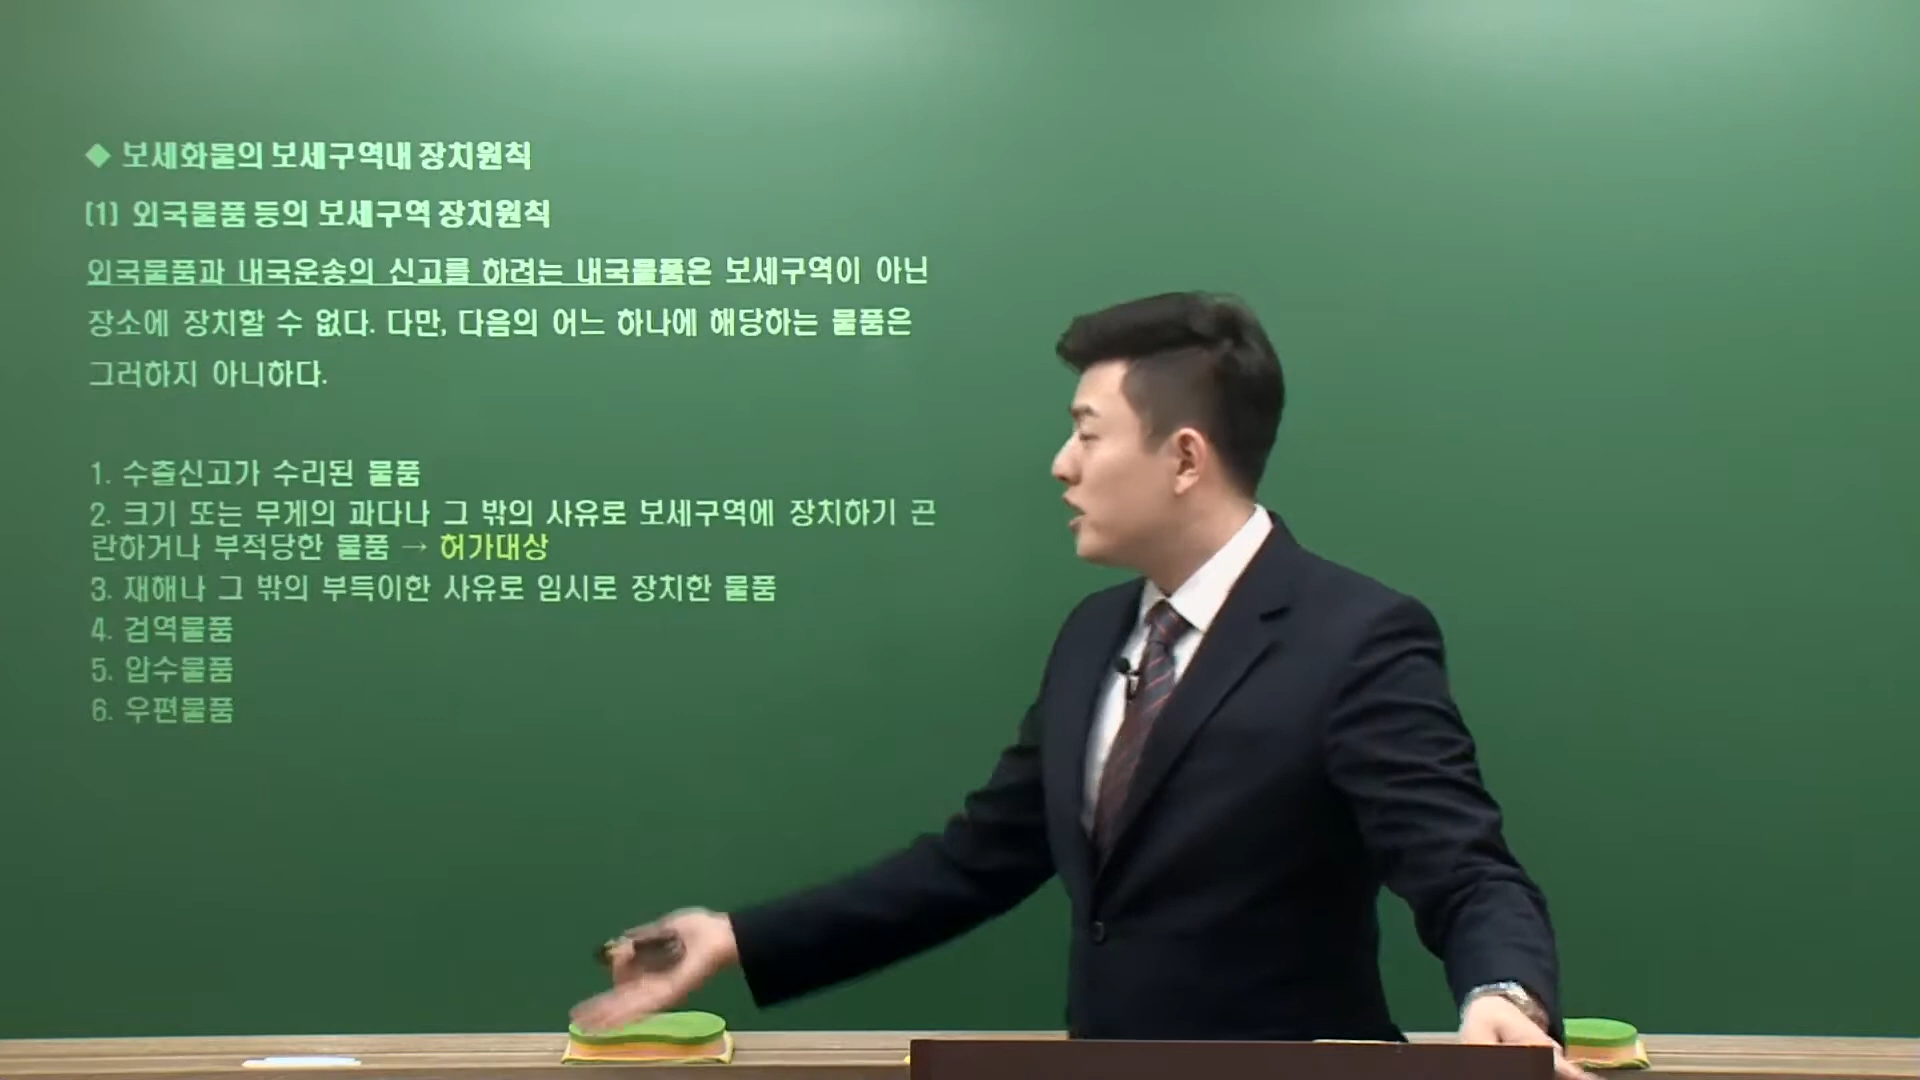 ◆ 보세화물의 보세구역내 장치원칙
(1) 외국물품 등의 보세구역 장치원칙
외국물품과 내국운송의 신고를 하려는 내국물품은 보세구역이 아닌
장소에 장치할 수 없다. 다만, 다음의 어느 하나에 해당하는 물품은
그러하지 아니하다.
1. 수출신고가 수리된 물품
2. 크기 또는 무게의 과다나 그 밖의 사유로 보세구역에 장치하기 곤
란하거나 부적당한 물품 → 허가대상
3. 재해나 그 밖의 부득이한 사유로 임시로 장치한 물품
4. 검역물품
5. 압수물품
6. 우편물품